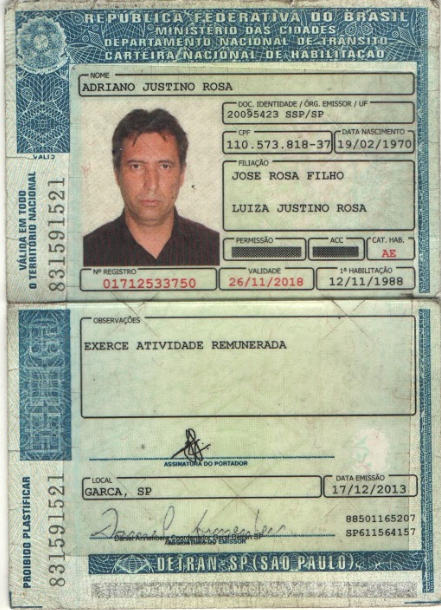 REPÚBLICA FEDERATIVA DO BRASIL
MINISTÉRIO DAS CIDADES
DEPARTAMENTO NACIONAL DE TRÂNSITO
CARTEIRA NACIONAL DE HABILITAÇÃO
NOME
ADRIANO JUSTINO ROSA
DOC. IDENTIDADE / ÓRG. EMISSOR / UF
20095423 SSP/SP
CPF
DATA NASCIMENTO
110.573.818-37
19/02/1970
FILIAÇÃO
JOSE ROSA FILHO
LUIZA JUSTINO ROSA
PERMISSÃO
ACC
CAT. HAB.
AE
Nº REGISTRO
VALIDADE
1ª HABILITAÇÃO
01712533750
26/11/2018
12/11/1988
VÁLIDA EM TODO
O TERRITÓRIO NACIONAL
831591521
OBSERVAÇÕES
EXERCE ATIVIDADE REMUNERADA
ASSINATURA DO PORTADOR
LOCAL
DATA EMISSÃO
GARCA, SP
17/12/2013
88501165207
SP611564157
PROIBIDO PLASTIFICAR
831591521
DETRAN-SP (SÃO PAULO)